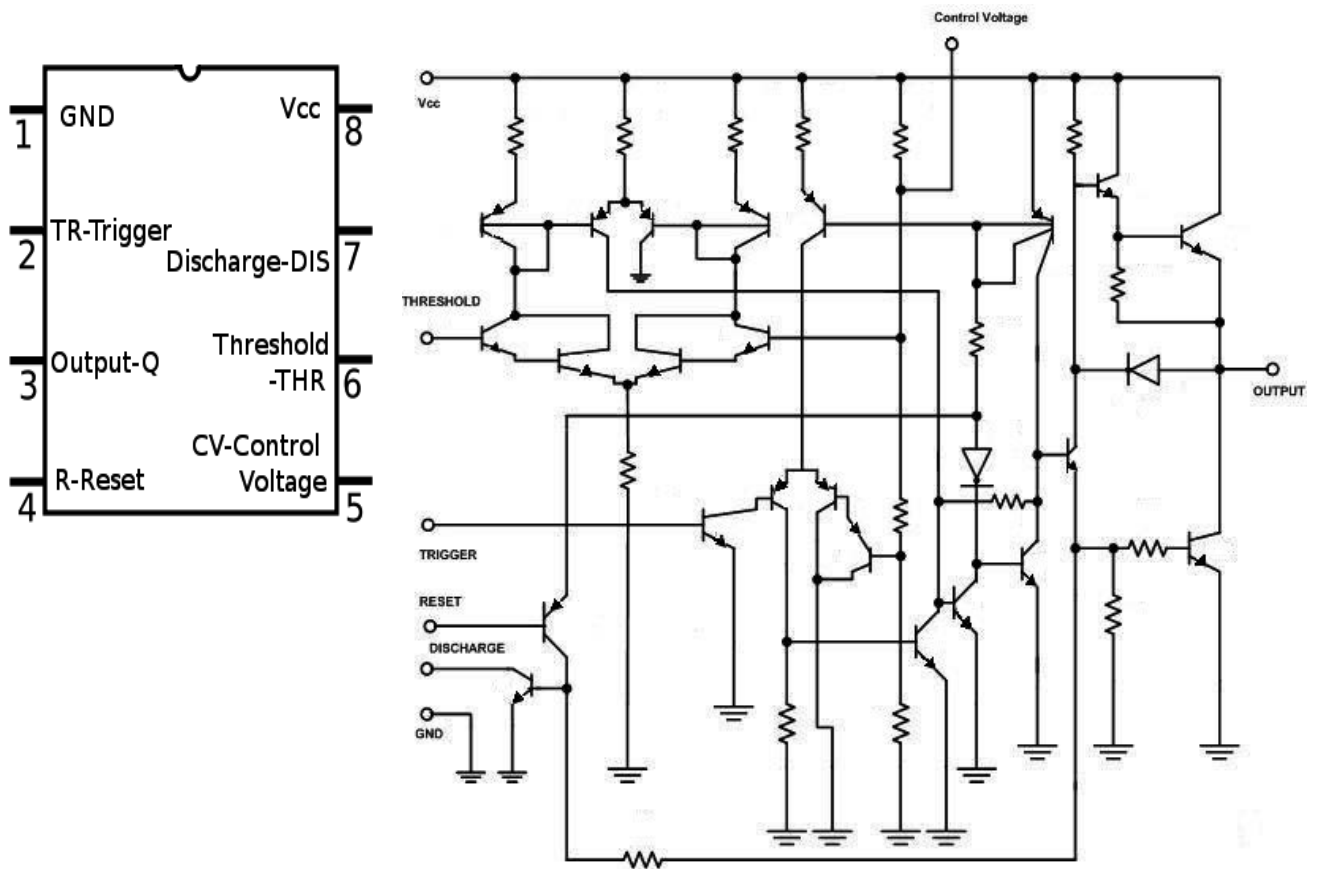 GND
1
TR-Trigger
2
Output-Q
3
R-Reset
4
Vcc
8
Discharge-DIS
7
Threshold
-THR
6
CV-Control
Voltage
5
Control Voltage
Vcc
THRESHOLD
OUTPUT
TRIGGER
RESET
DISCHARGE
GND